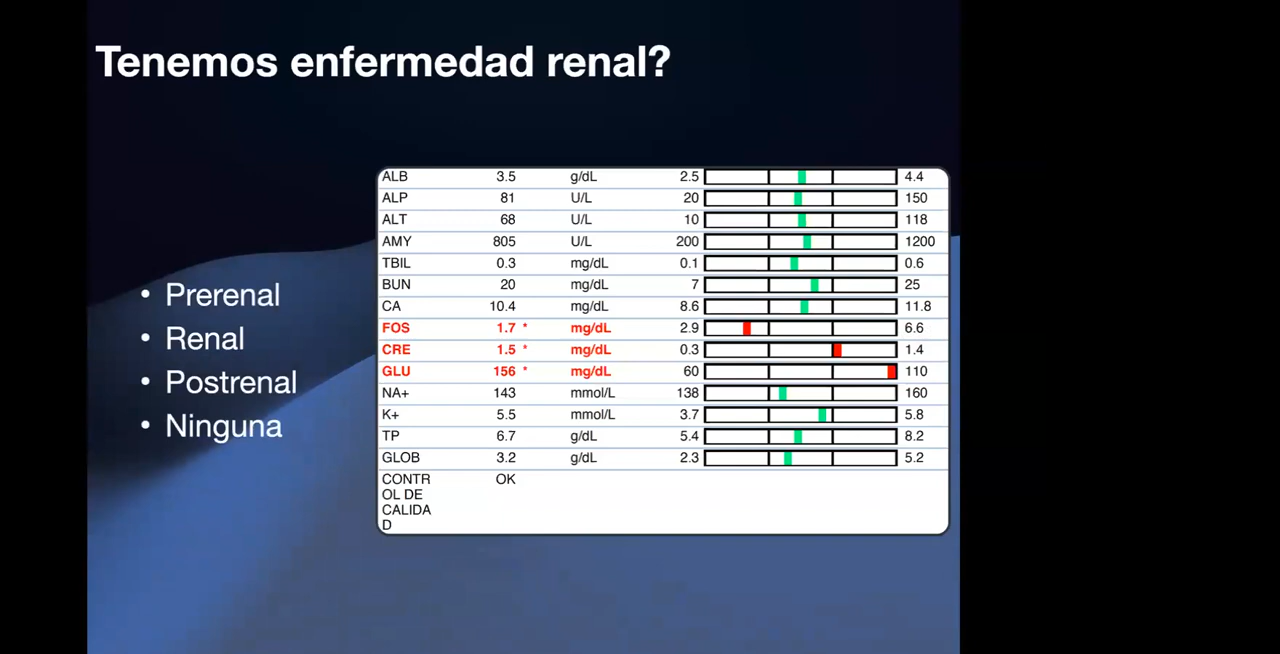 Tenemos enfermedad renal?
• Prerenal
• Renal
• Postrenal
• Ninguna
ALB 3.5 g/dL 2.5 4.4
ALP 81 U/L 20 150
ALT 68 U/L 10 118
AMY 805 U/L 200 1200
TBIL 0.3 mg/dL 0.1 0.6
BUN 20 mg/dL 7 25
CA 10.4 mg/dL 8.6 11.8
FOS 1.7 * mg/dL 2.9 6.6
CRE 1.5 * mg/dL 0.3 1.4
GLU 156 * mg/dL 60 110
NA+ 143 mmol/L 138 160
K+ 5.5 mmol/L 3.7 5.8
TP 6.7 g/dL 5.4 8.2
GLOB 3.2 g/dL 2.3 5.2
CONTR OK
OL DE
CALIDA
D